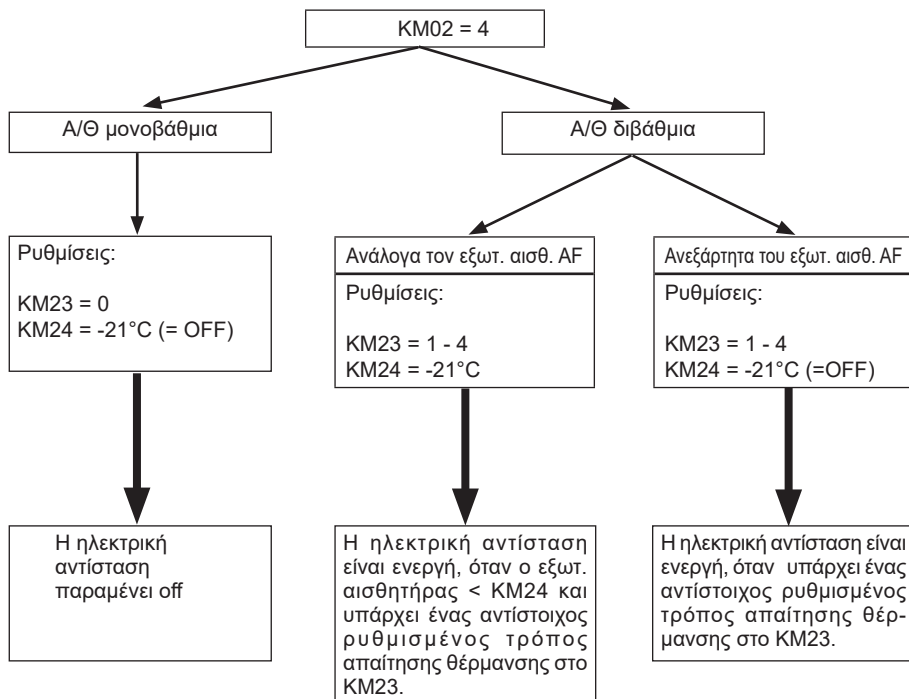 KM02 = 4
Α/Θ μονοβάθμια
Α/Θ διβάθμια
Ρυθμίσεις:
KM23 = 0
KM24 = -21°C (= OFF)
Ανάλογα τον εξωτ. αισθ. AF
Ρυθμίσεις:
KM23 = 1 - 4
KM24 = -21°C
Ανεξάρτητα του εξωτ. αισθ. AF
Ρυθμίσεις:
KM23 = 1 - 4
KM24 = -21°C (=OFF)
Η ηλεκτρική
αντίσταση
παραμένει off
Η ηλεκτρική αντίσταση
είναι ενεργή, όταν ο εξωτ.
αισθητήρας < KM24 και
υπάρχει ένας αντίστοιχος
ρυθμισμένος τρόπος
απαίτησης θέρμανσης στο
KM23.
Η ηλεκτρική αντίσταση είναι
ενεργή, όταν υπάρχει ένας
αντίστοιχος ρυθμισμένος
τρόπος απαίτησης θέρ-
μανσης στο KM23.